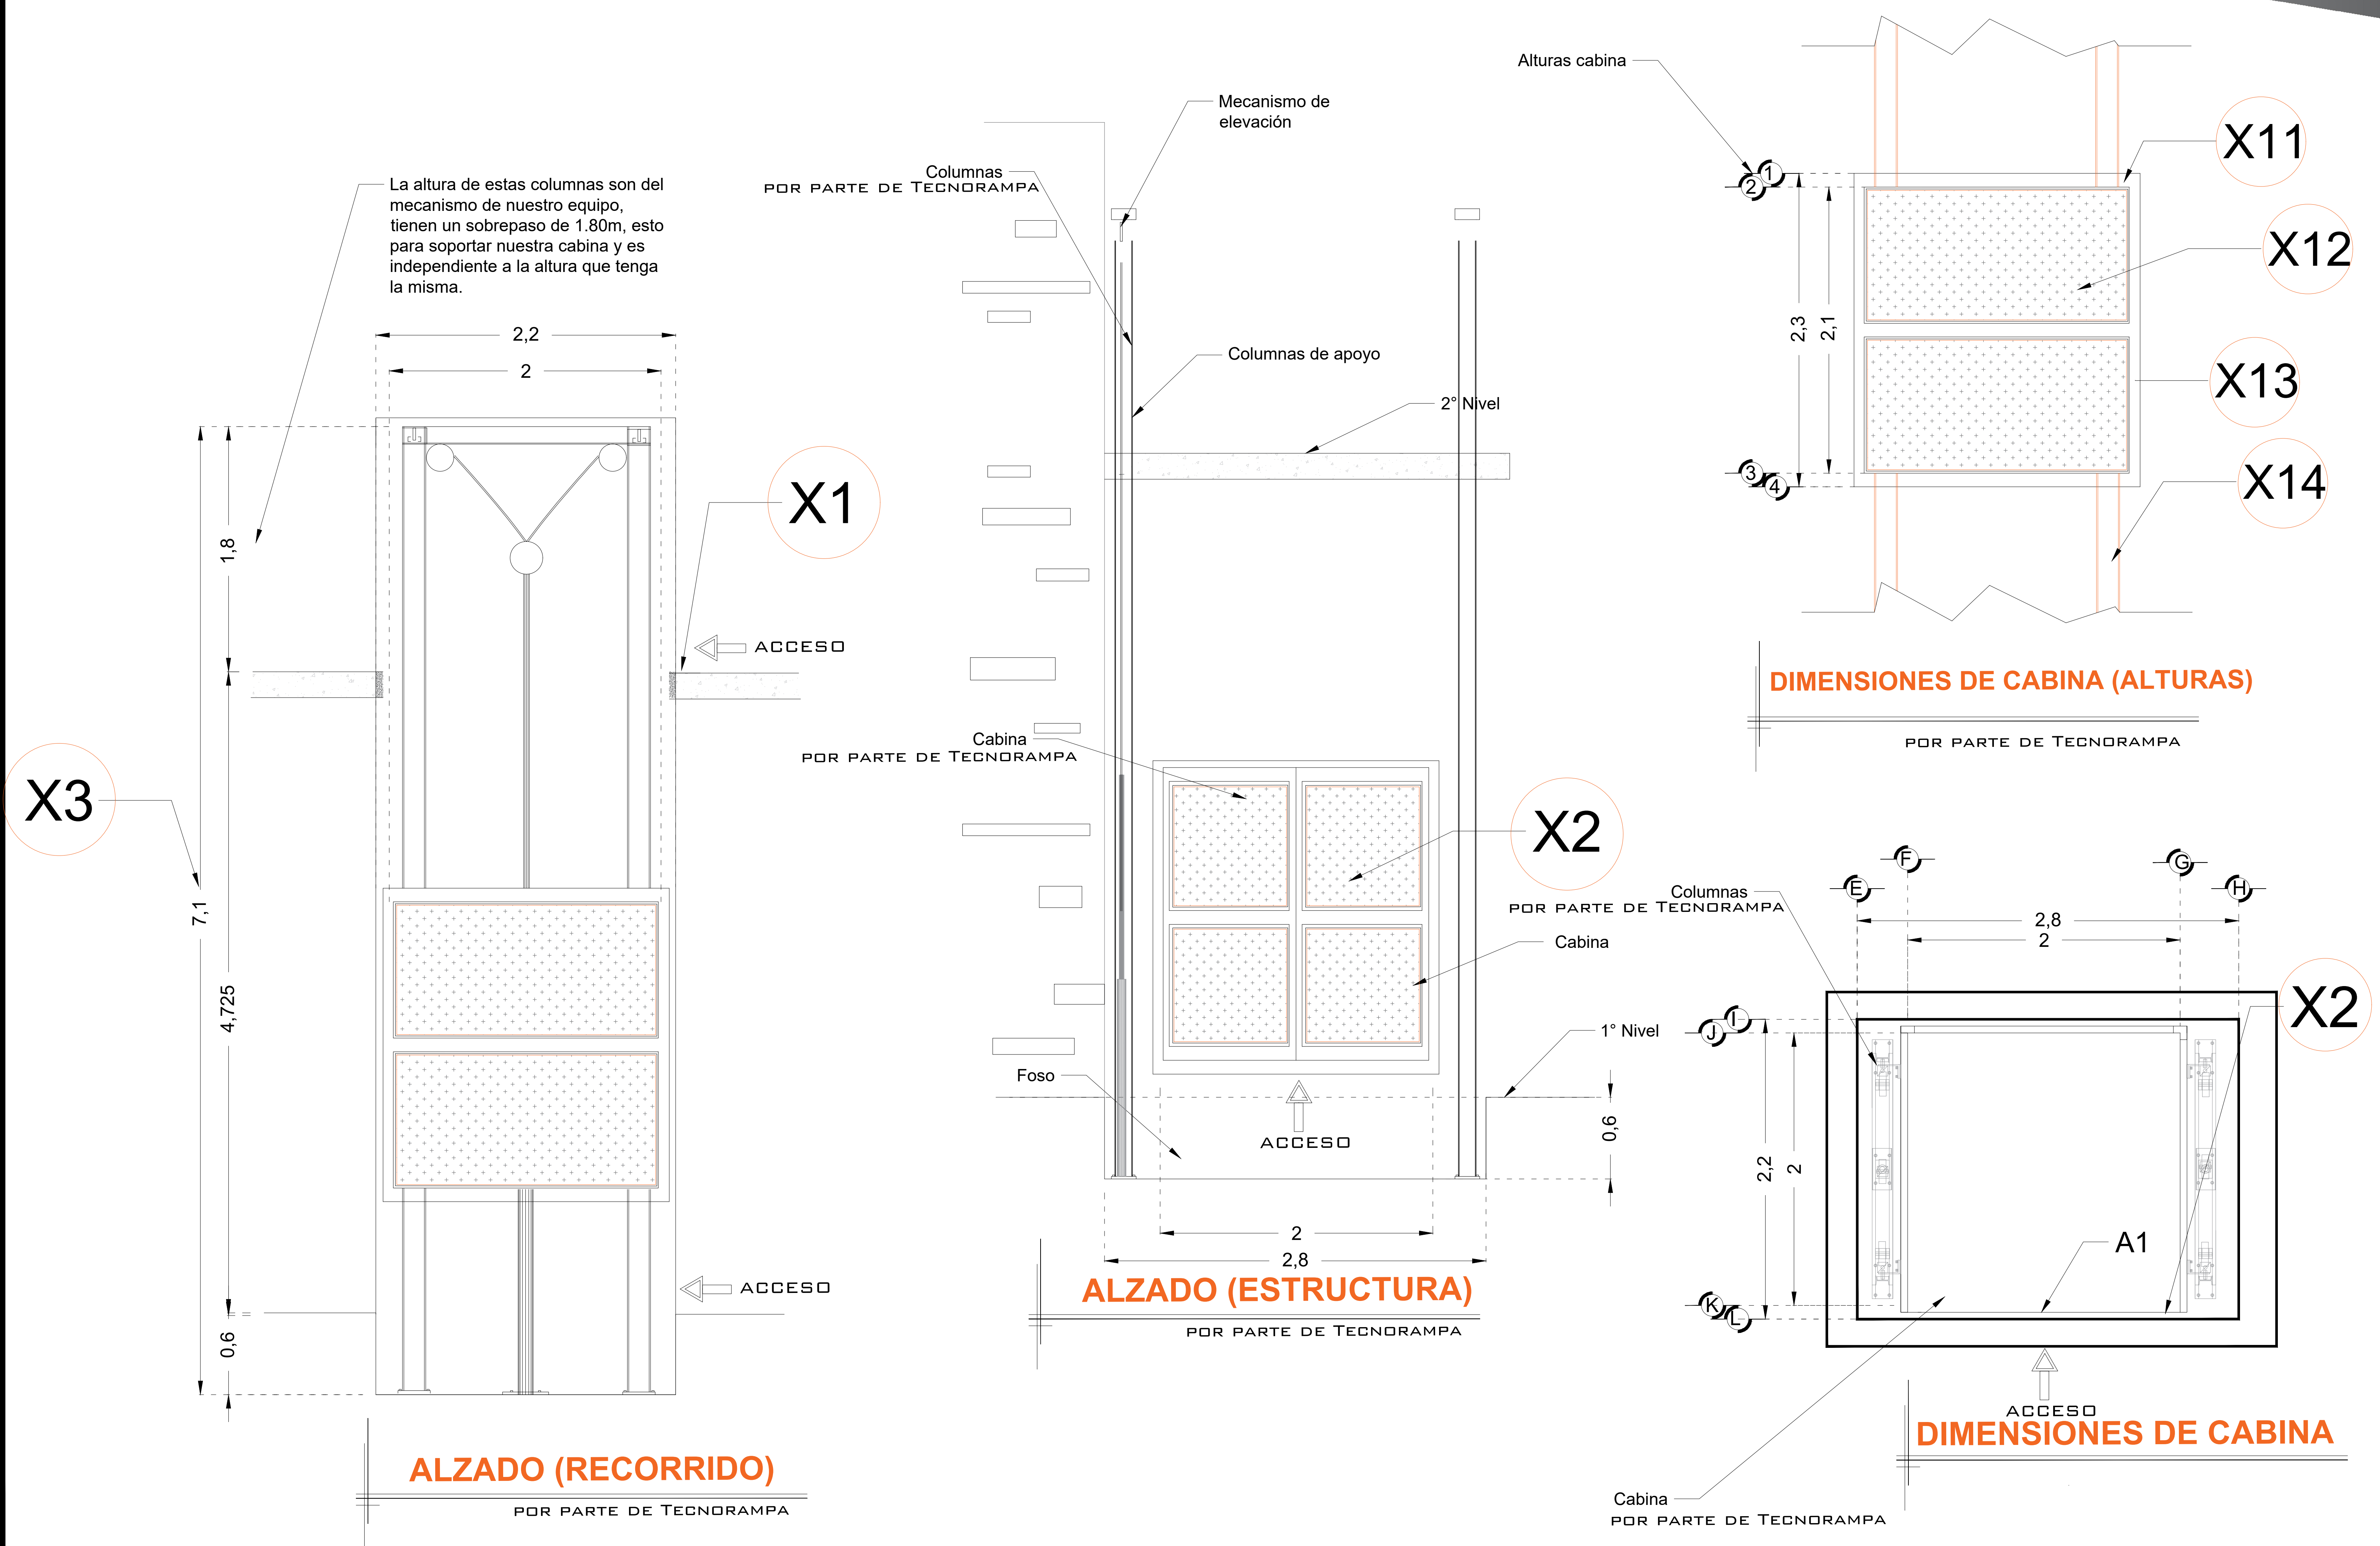 La altura de estas columnas son del
mecanismo de nuestro equipo,
tienen un sobrepaso de 1.80m, esto
para soportar nuestra cabina y es
independiente a la altura que tenga
la misma.
2,2
2
1,8
X1
ACCESO
X3
7,1
4,725
ACCESO
0,6
ALZADO (RECORRIDO)
POR PARTE DE TECNORAMPA
Mecanismo de
elevación
Columnas
POR PARTE DE TECNORAMPA
Columnas de apoyo
2° Nivel
Cabina
POR PARTE DE TECNORAMPA
X2
Cabina
1° Nivel
Foso
0,6
ACCESO
2
2,8
ALZADO (ESTRUCTURA)
POR PARTE DE TECNORAMPA
Alturas cabina
1
2
X11
X12
2,3
2,1
X13
3
4
X14
DIMENSIONES DE CABINA (ALTURAS)
POR PARTE DE TECNORAMPA
F
G
E
H
Columnas
POR PARTE DE TECNORAMPA
2,8
2
X2
I
J
2,2
2
A1
K
L
ACCESO
DIMENSIONES DE CABINA
Cabina
POR PARTE DE TECNORAMPA